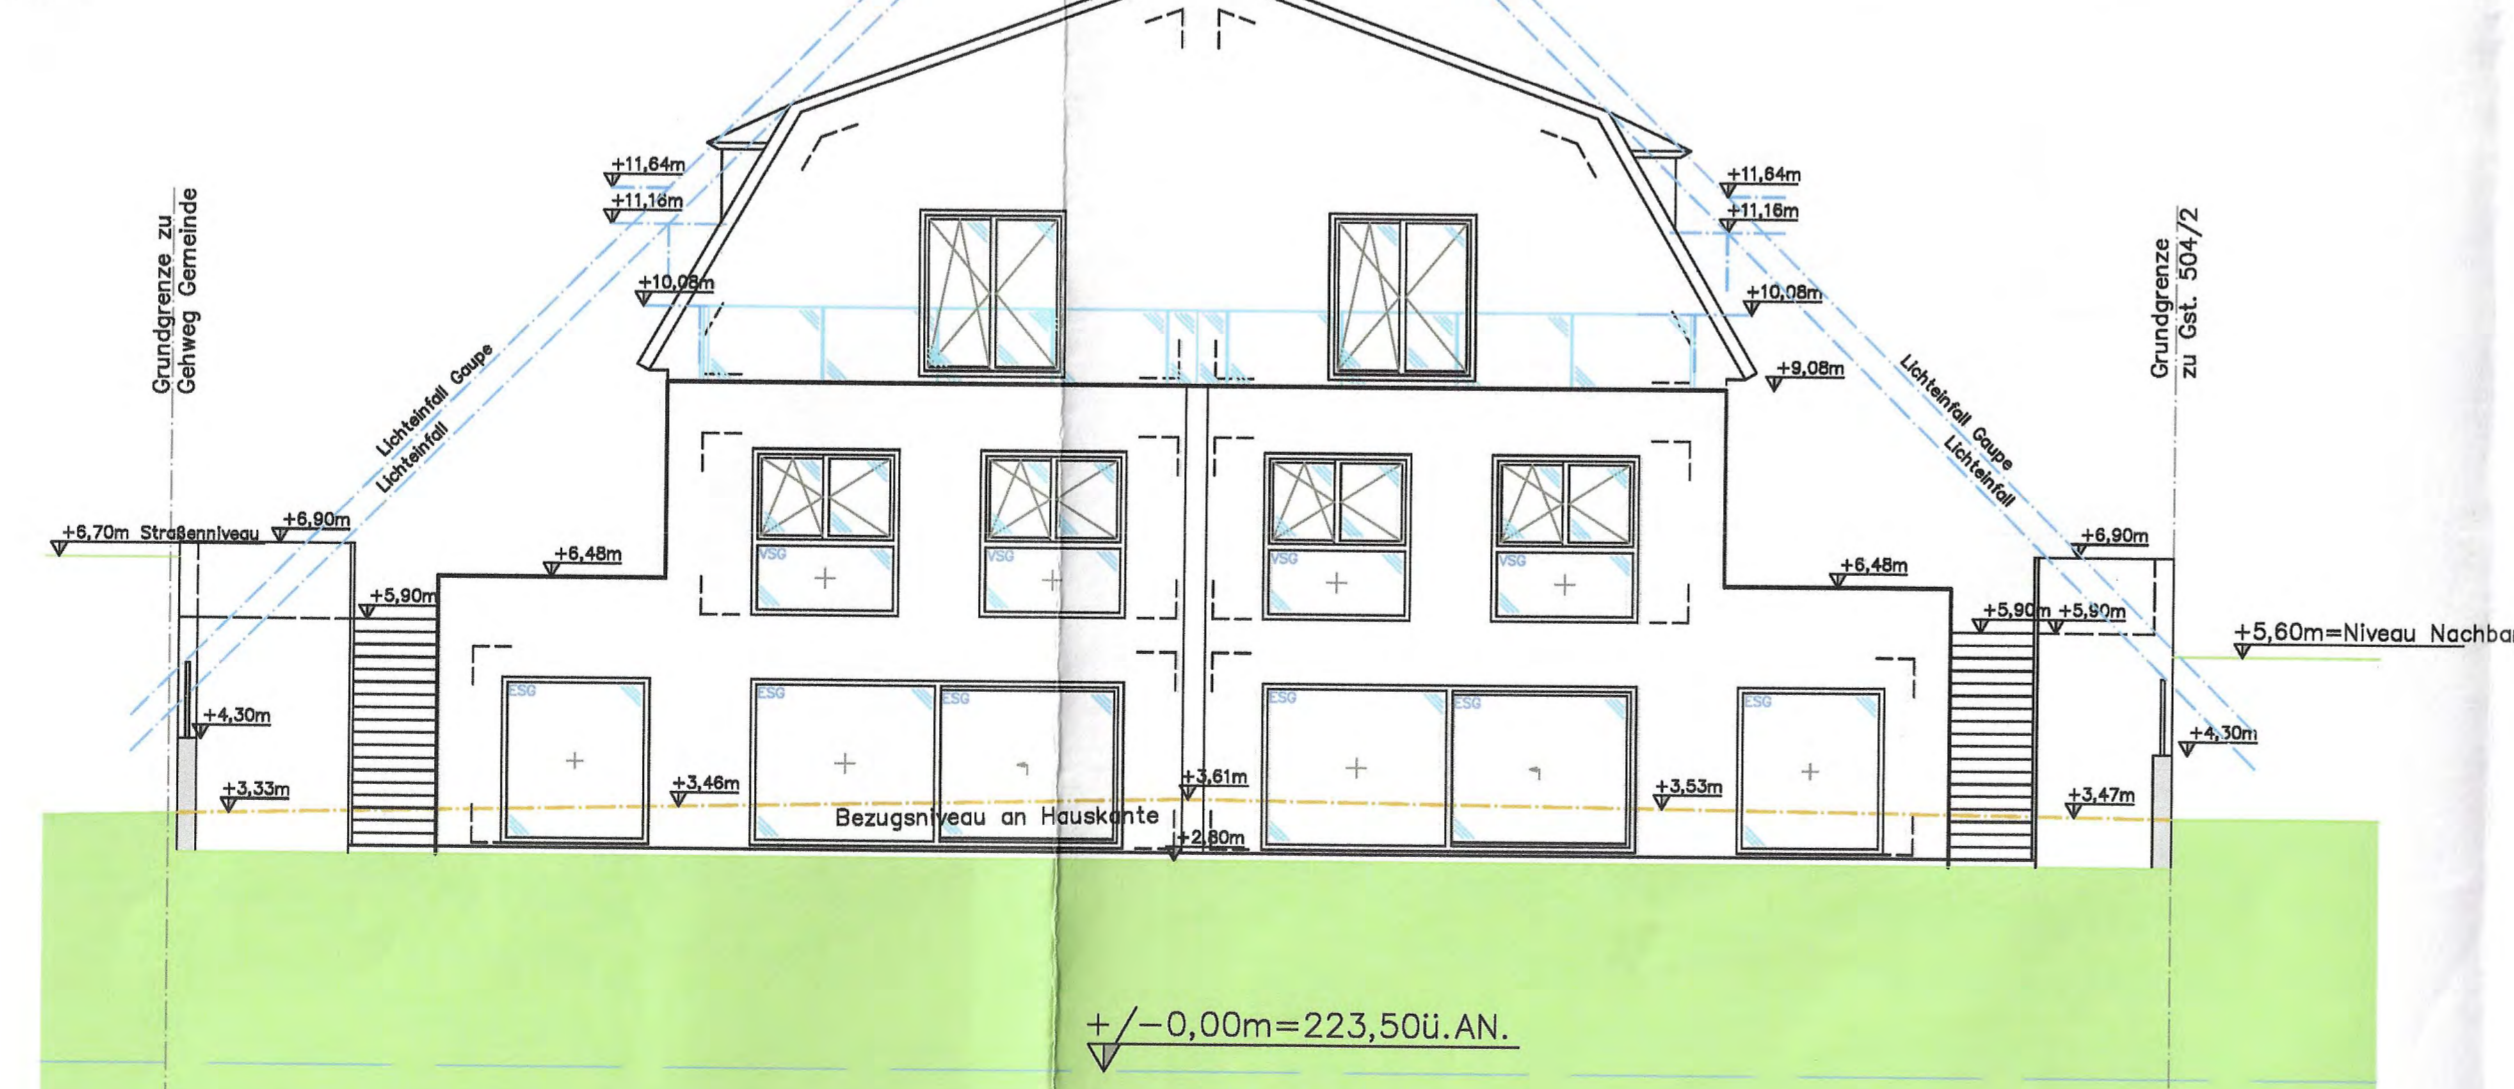 +11,64m
+11,16m
+10,08m
+11,64m
+11,16m
+10,08m
+9,08m
Grundgrenze zu
Gehweg Gemeinde
Lichteinfall Gaupe
Lichteinfall
Lichteinfall Gaupe
Lichteinfall
Grundgrenze
zu Gst. 504/2
+6,70m Straßenniveau
+6,90m
+6,48m
+5,90m
VSG
VSG
VSG
VSG
+6,90m
+6,48m
+5,90m
+5,90m
+5,60m=Niveau
+4,30m
+3,33m
ESG
ESG
ESG
ESG
ESG
ESG
+3,46m
+3,61m
+3,53m
+4,30m
+3,47m
Bezugsniveau an Hauskante
+2,80m
+/-0,00m=223,50ü.AN.